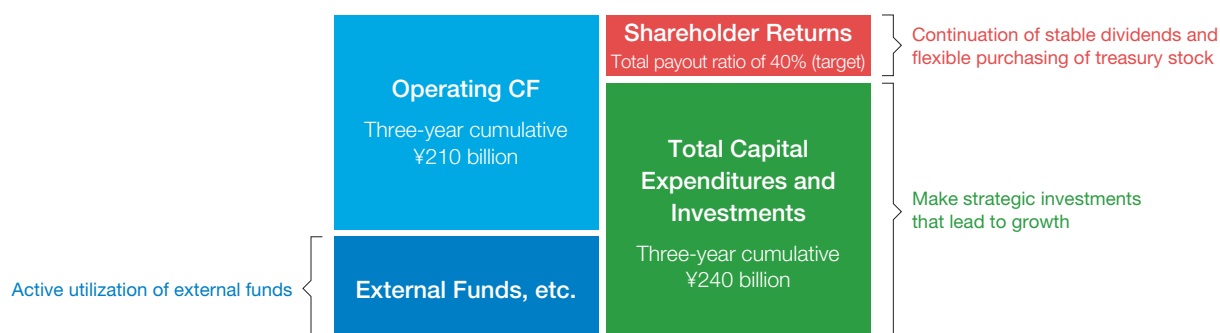 Active utilization of external funds
Operating CF
Three-year cumulative
¥210 billion
External Funds, etc.
Shareholder Returns
Total payout ratio of 40% (target)
Total Capital
Expenditures and
Investments
Three-year cumulative
¥240 billion
Continuation of stable dividends and
flexible purchasing of treasury stock
Make strategic investments
that lead to growth